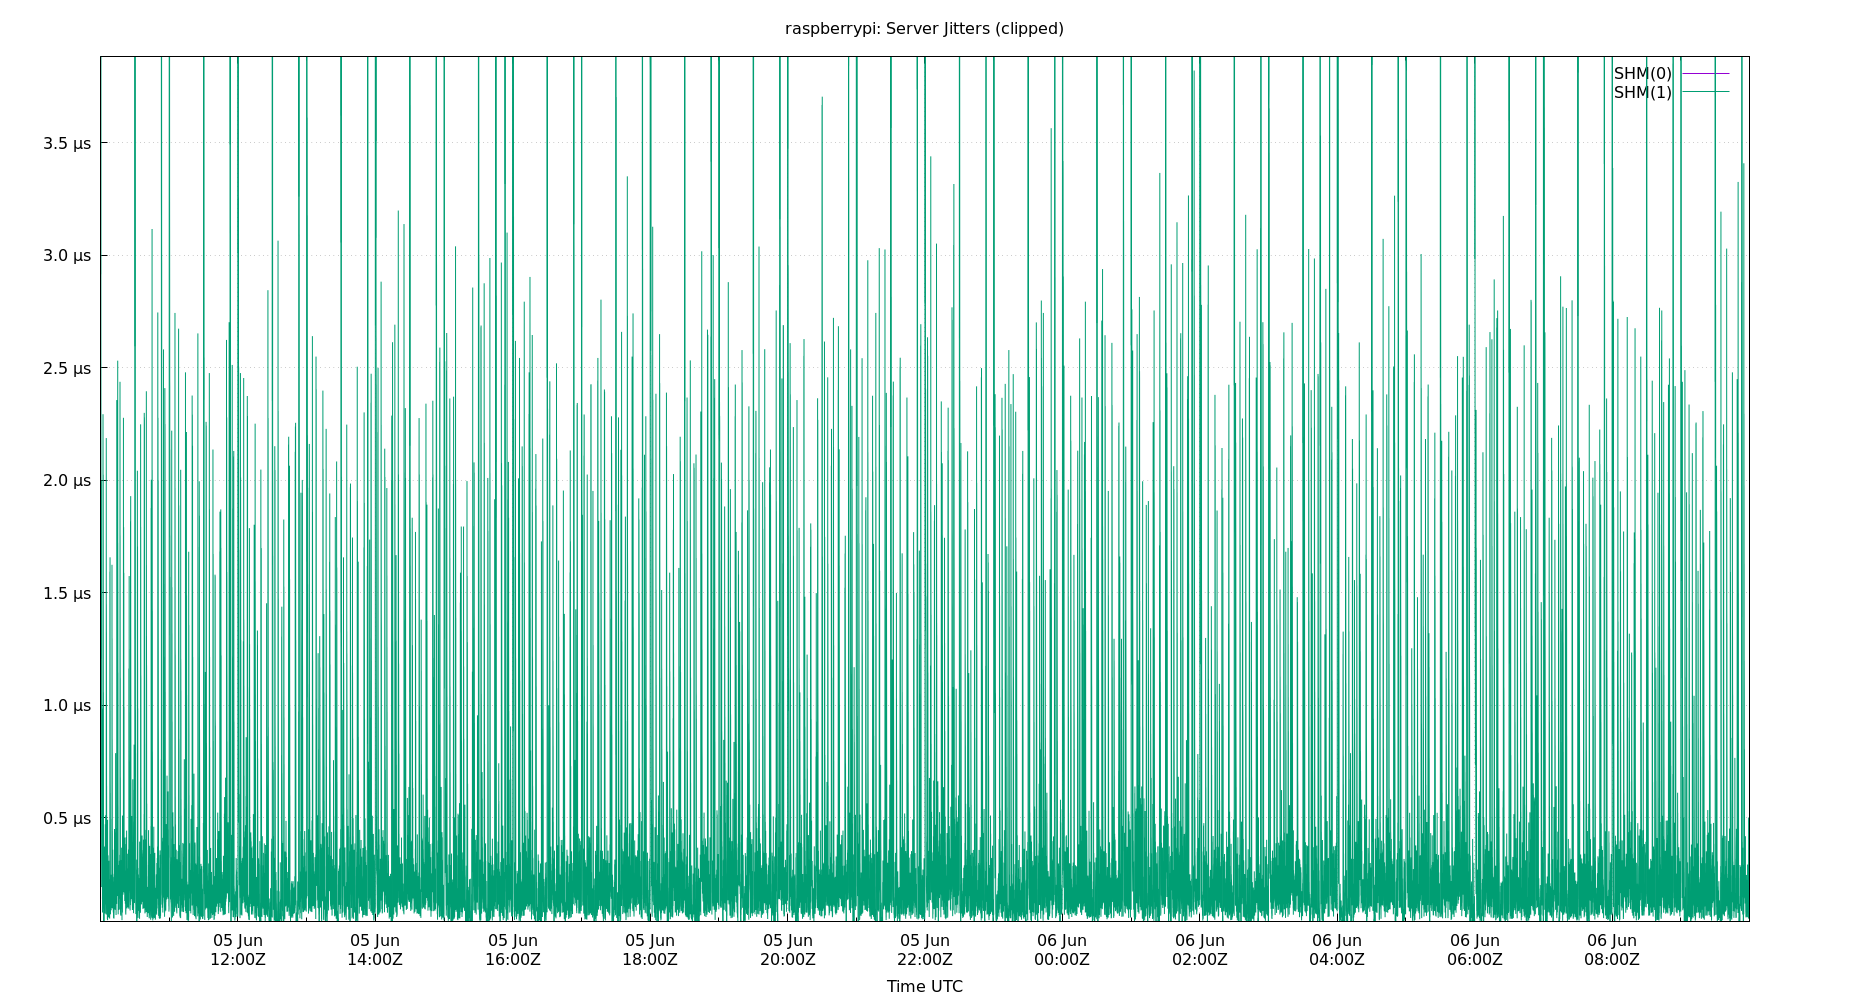 raspberrypi: Server Jitters (clipped)
SHM(0)
SHM(1)
3.5 µs
3.0 µs
2.5 µs
2.0 µs
1.5 µs
1.0 µs
0.5 µs
05 Jun 05 Jun 05 Jun 05 Jun 05 Jun 05 Jun 06 Jun 06 Jun 06 Jun 06 Jun 06 Jun
12:00Z 14:00Z 16:00Z 18:00Z 20:00Z 22:00Z 00:00Z 02:00Z 04:00Z 06:00Z 08:00Z
Time UTC